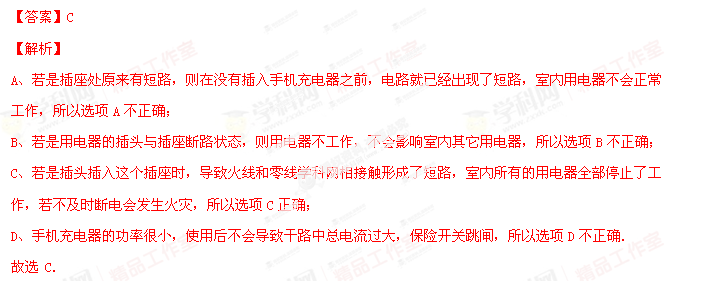 【答案】C
【解析】
A、若是插座处原来有短路，则在没有插入手机充电器之前，电路就已经出现了短路，室内用电器不会正常
工作，所以选项 A 不正确；
B、若是用电器的插头与插座断路状态，则用电器不工作，不会影响室内其它用电器，所以选项 B 不正确；
C、若是插头插入这个插座时，导致火线和零线学科网相接触形成了短路，室内所有的用电器全部停止了工
作，若不及时断电会发生火灾，所以选项 C 正确；
D、手机充电器的功率很小，使用后不会导致干路中总电流过大，保险开关跳闸，所以选项 D 不正确.
故选 C.